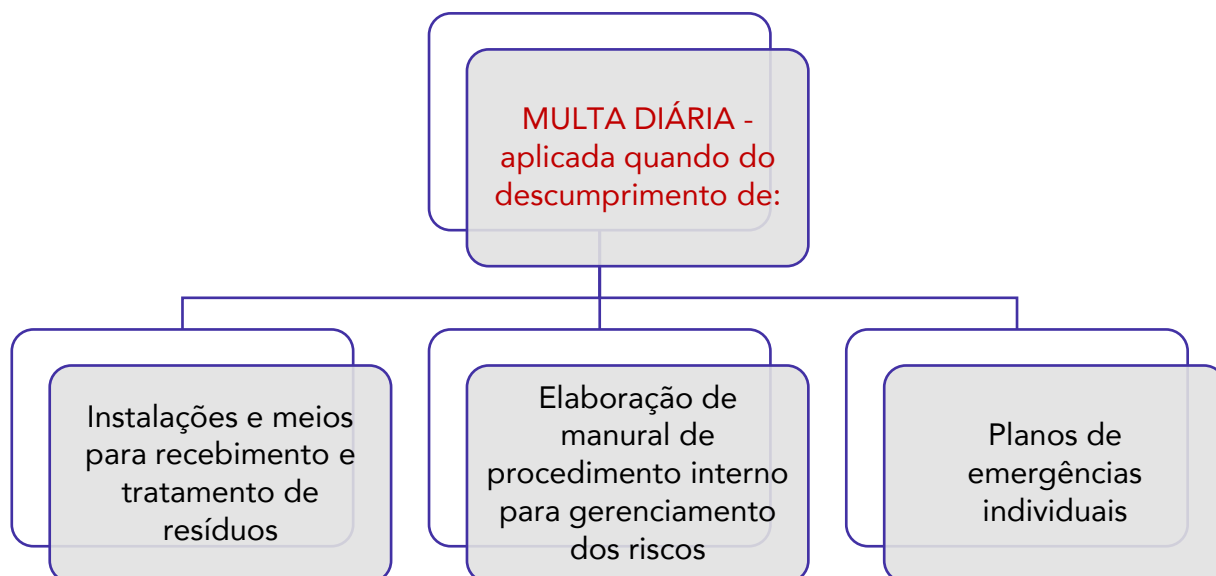 MULTA DIÁRIA -
aplicada quando do
descumprimento de:
Instalações e meios
para recebimento e
tratamento de
resíduos
Elaboração de
manural de
procedimento interno
para gerenciamento
dos riscos
Planos de
emergências
individuais